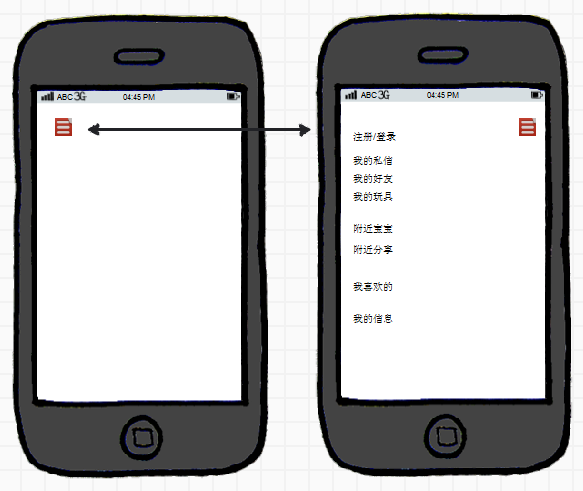 ABC 3G 04:45 PM
ABC 3G 04:45 PM
注册/登录
我的私信
我的好友
我的玩具
附近宝宝
附近分享
我喜欢的
我的信息